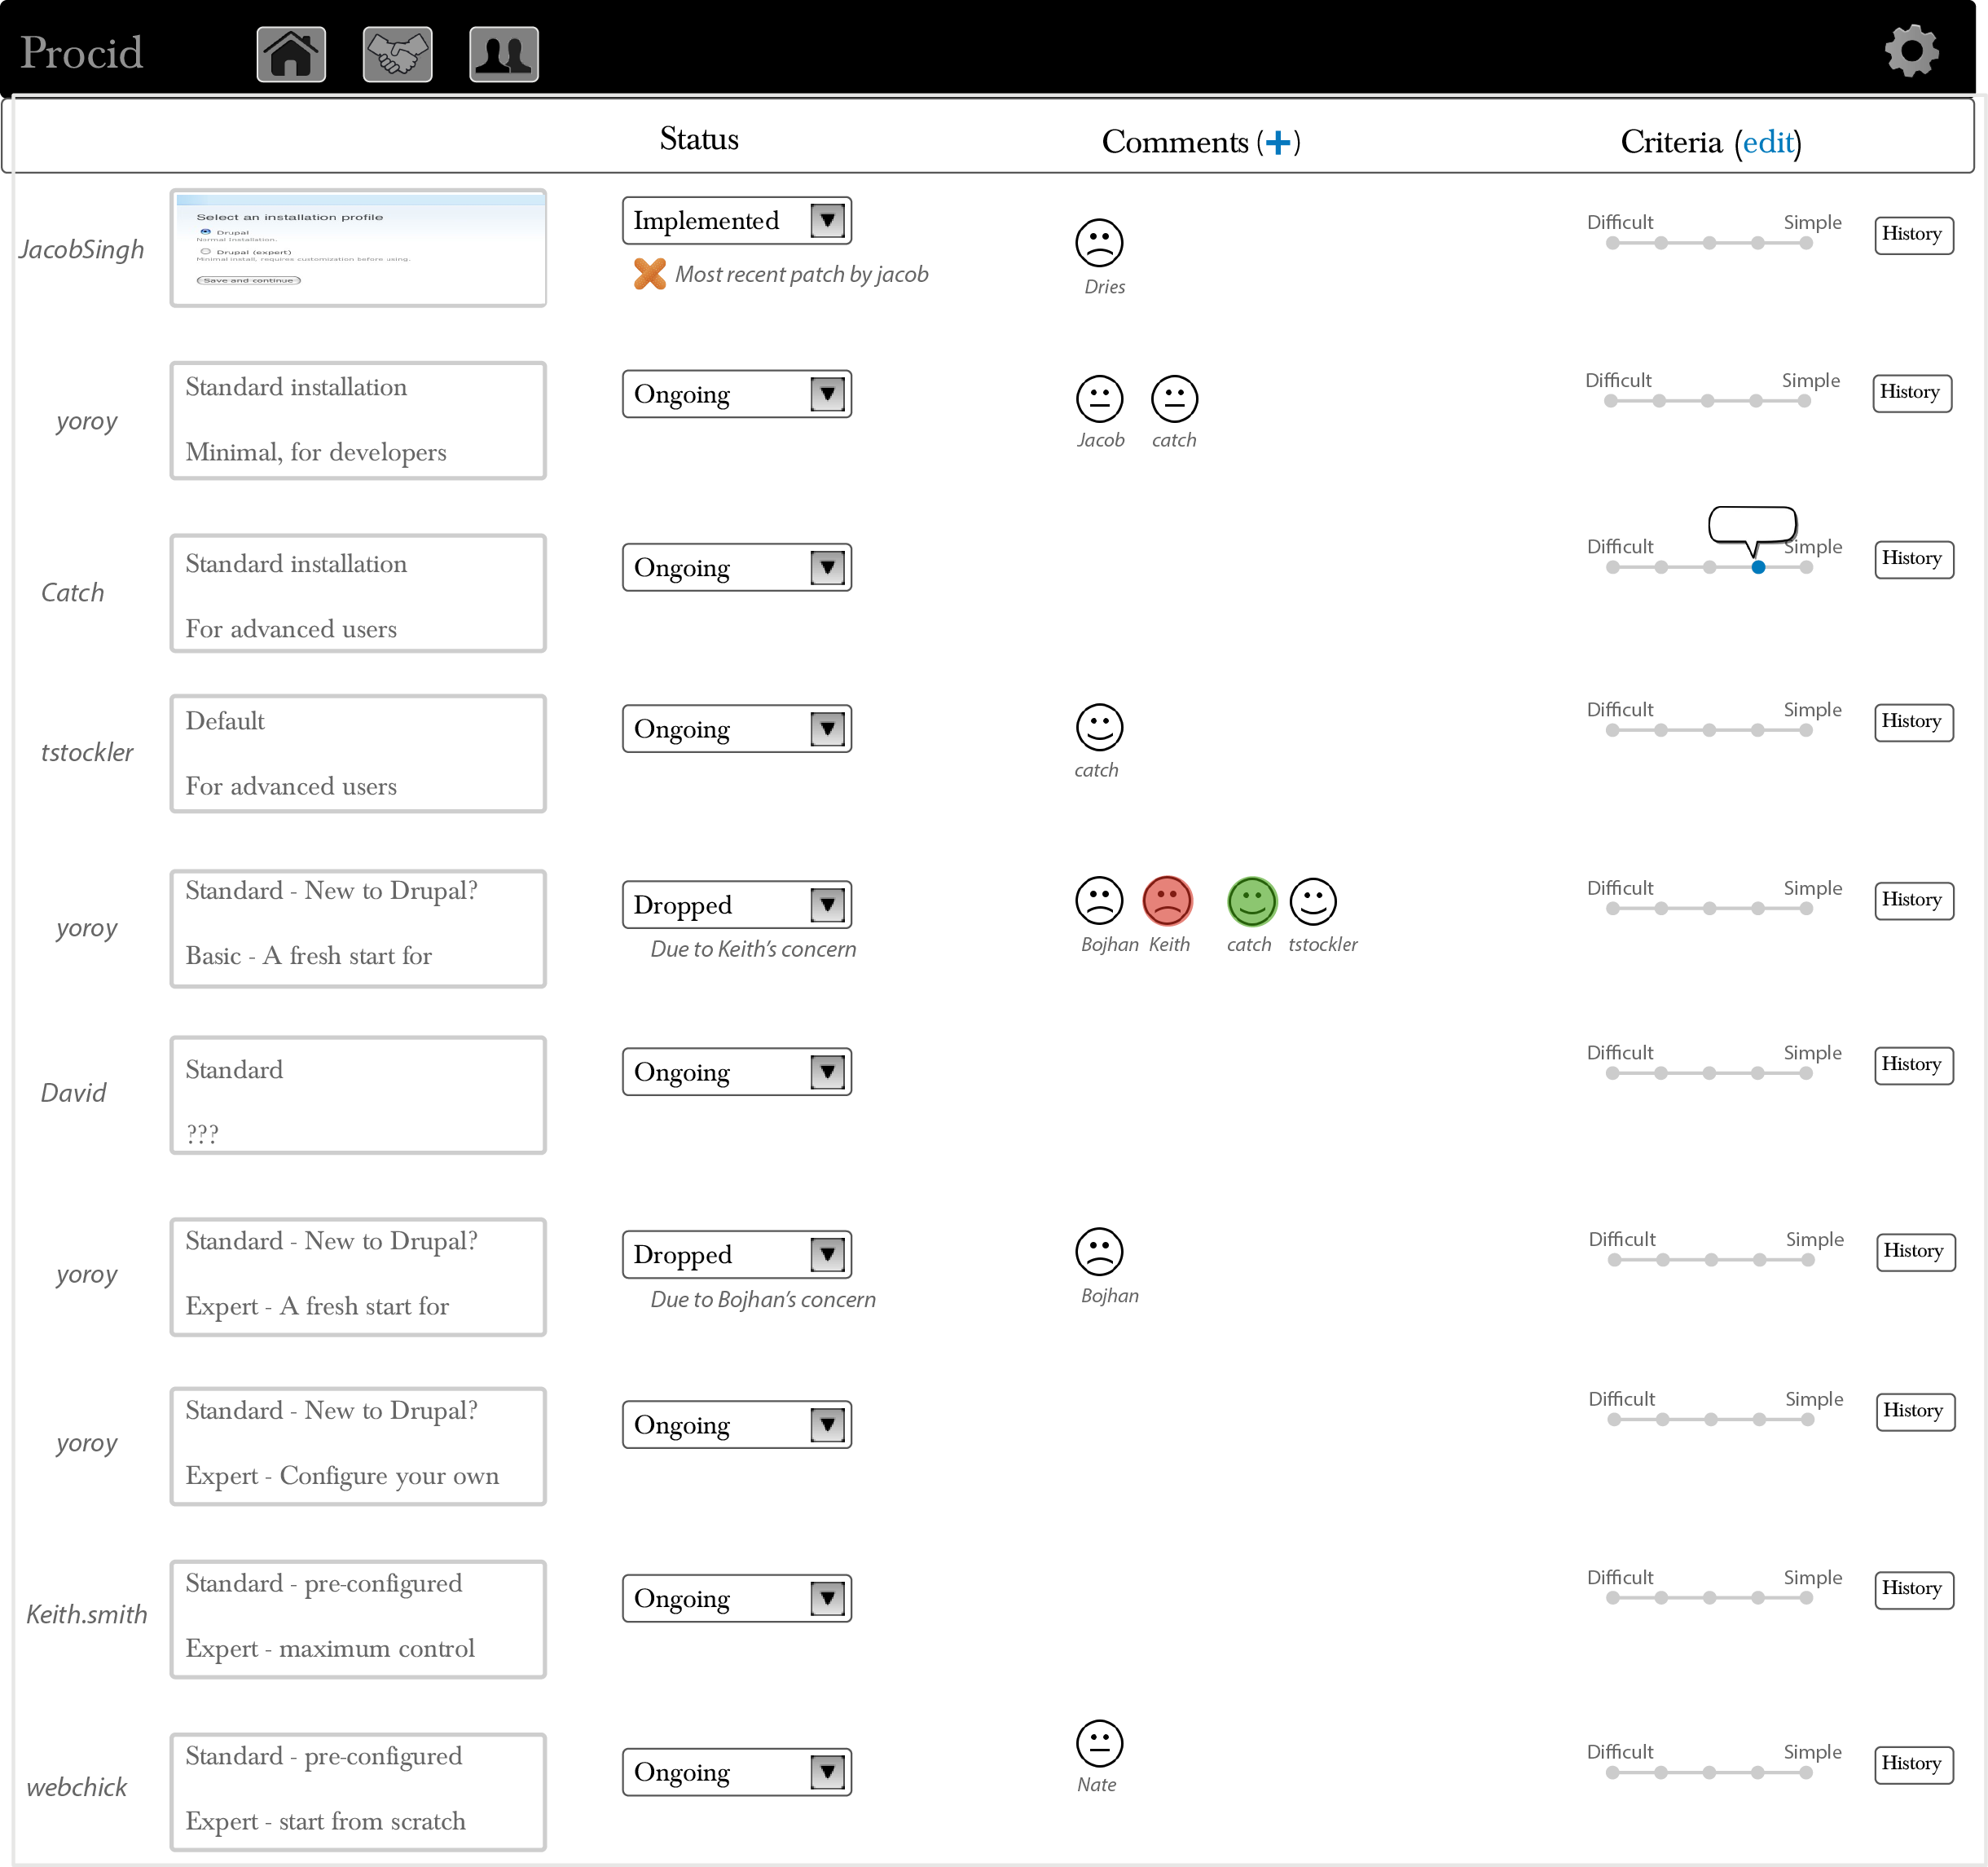 Procid
Status
Comments (+)
Criteria (edit)
JacobSingh
Select an installation profile
Drupal
Normal Installation.
Drupal (expert)
Minimal install, requires customization before using.
Save and continue
Implemented
Most recent patch by jacob
Dries
Difficult Simple
History
yoroy
Standard installation
Minimal, for developers
Ongoing
Jacob catch
Difficult Simple
History
Catch
Standard installation
For advanced users
Ongoing
Difficult Simple
History
tstockler
Default
For advanced users
Ongoing
catch
Difficult Simple
History
yoroy
Standard - New to Drupal?
Basic - A fresh start for
Dropped
Due to Keith's concern
Bojhan Keith catch tstockler
Difficult Simple
History
David
Standard
???
Ongoing
Difficult Simple
History
yoroy
Standard - New to Drupal?
Expert - A fresh start for
Dropped
Due to Bojhan's concern
Bojhan
Difficult Simple
History
yoroy
Standard - New to Drupal?
Expert - Configure your own
Ongoing
Difficult Simple
History
Keith.smith
Standard - pre-configured
Expert - maximum control
Ongoing
Difficult Simple
History
webchick
Standard - pre-configured
Expert - start from scratch
Ongoing
Nate
Difficult Simple
History